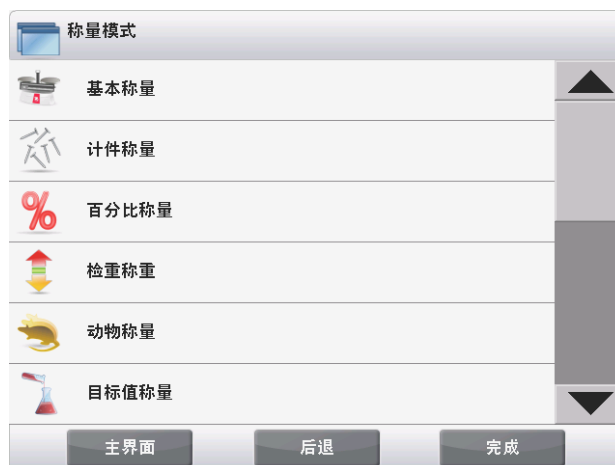 称量模式
基本称量
计件称量
百分比称量
检重称重
动物称量
目标值称量
主界面
后退
完成